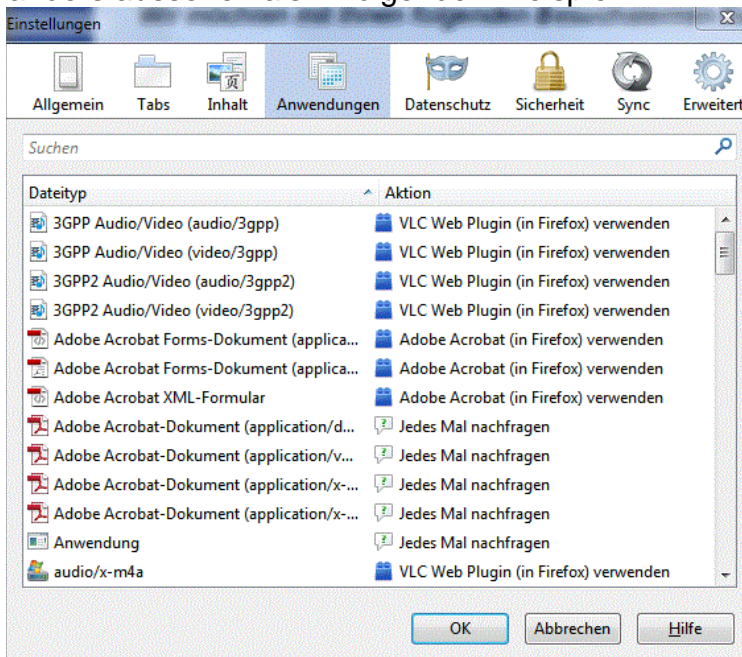 Einstellungen
Allgemein Tabs Inhalt Anwendungen Datenschutz Sicherheit Sync Erweitert
Suchen
Dateityp Aktion
3GPP Audio/Video (audio/3gpp) VLC Web Plugin (in Firefox) verwenden
3GPP Audio/Video (video/3gpp) VLC Web Plugin (in Firefox) verwenden
3GPP2 Audio/Video (audio/3gpp2) VLC Web Plugin (in Firefox) verwenden
3GPP2 Audio/Video (video/3gpp2) VLC Web Plugin (in Firefox) verwenden
Adobe Acrobat Forms-Dokument (applica... Adobe Acrobat (in Firefox) verwenden
Adobe Acrobat Forms-Dokument (applica... Adobe Acrobat (in Firefox) verwenden
Adobe Acrobat XML-Formular Adobe Acrobat (in Firefox) verwenden
Adobe Acrobat-Dokument (application/d... Jedes Mal nachfragen
Adobe Acrobat-Dokument (application/v... Jedes Mal nachfragen
Adobe Acrobat-Dokument (application/x-... Jedes Mal nachfragen
Adobe Acrobat-Dokument (application/x-... Jedes Mal nachfragen
Anwendung Jedes Mal nachfragen
audio/x-m4a VLC Web Plugin (in Firefox) verwenden
OK Abbrechen Hilfe